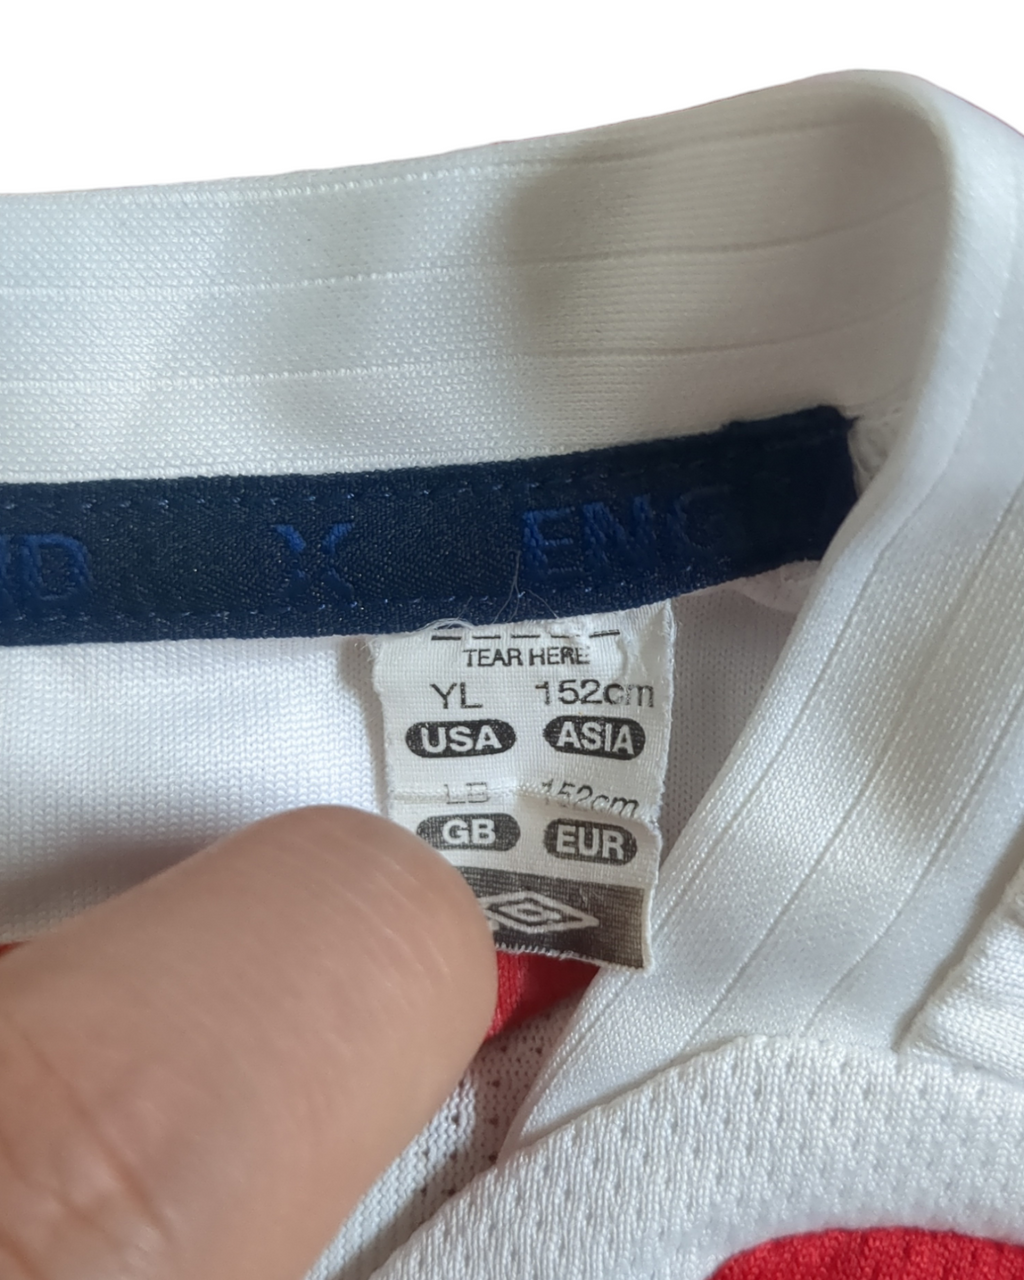 X
TEAR HERE
YL 152cm
USA ASIA
LB 152cm
GB EUR